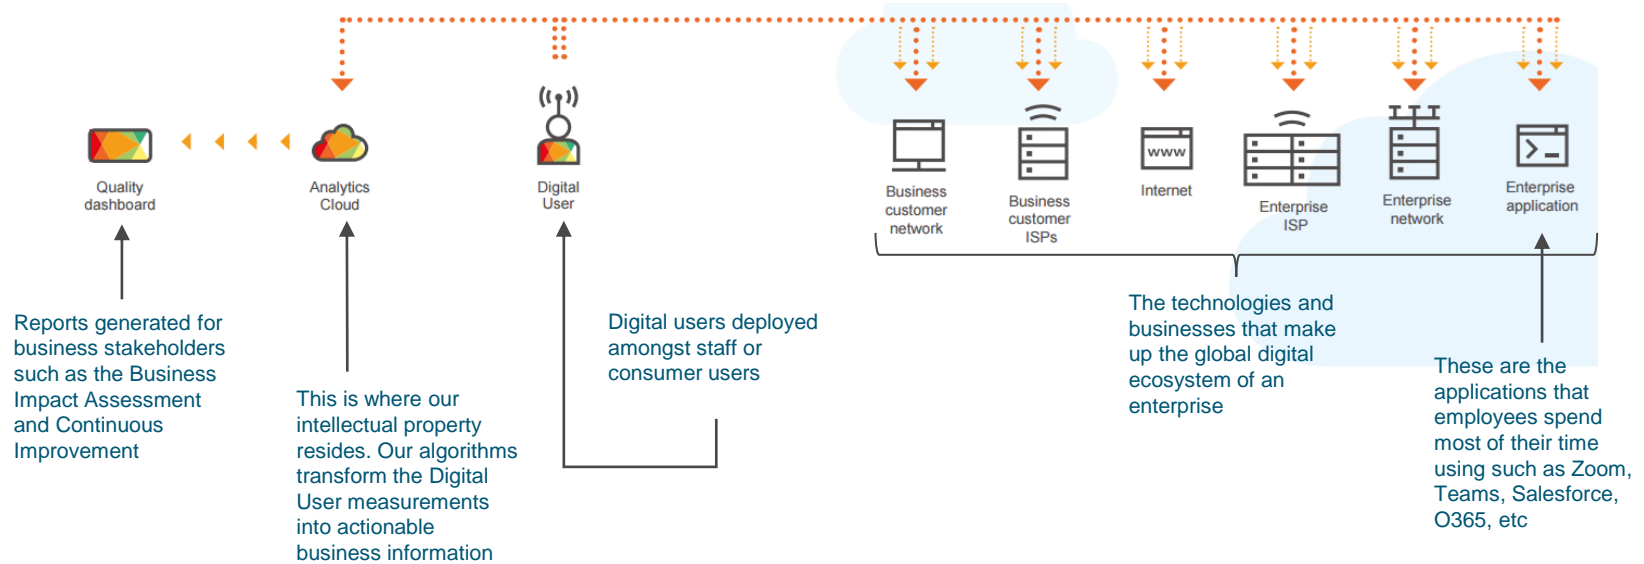 www
Quality
dashboard
Analytics
Cloud
Digital
User
Business
customer
network
Business
customer
ISPs
Internet
Enterprise
ISP
Enterprise
network
Enterprise
application
Reports generated for
business stakeholders
such as the Business
Impact Assessment
and Continuous
Improvement
This is where our
intellectual property
resides. Our algorithms
transform the Digital
User measurements
into actionable
business information
Digital users deployed
amongst staff or
consumer users
The technologies and
businesses that make
up the global digital
ecosystem of an
enterprise
These are the
applications that
employees spend
most of their time
using such as Zoom,
Teams, Salesforce,
O365, etc